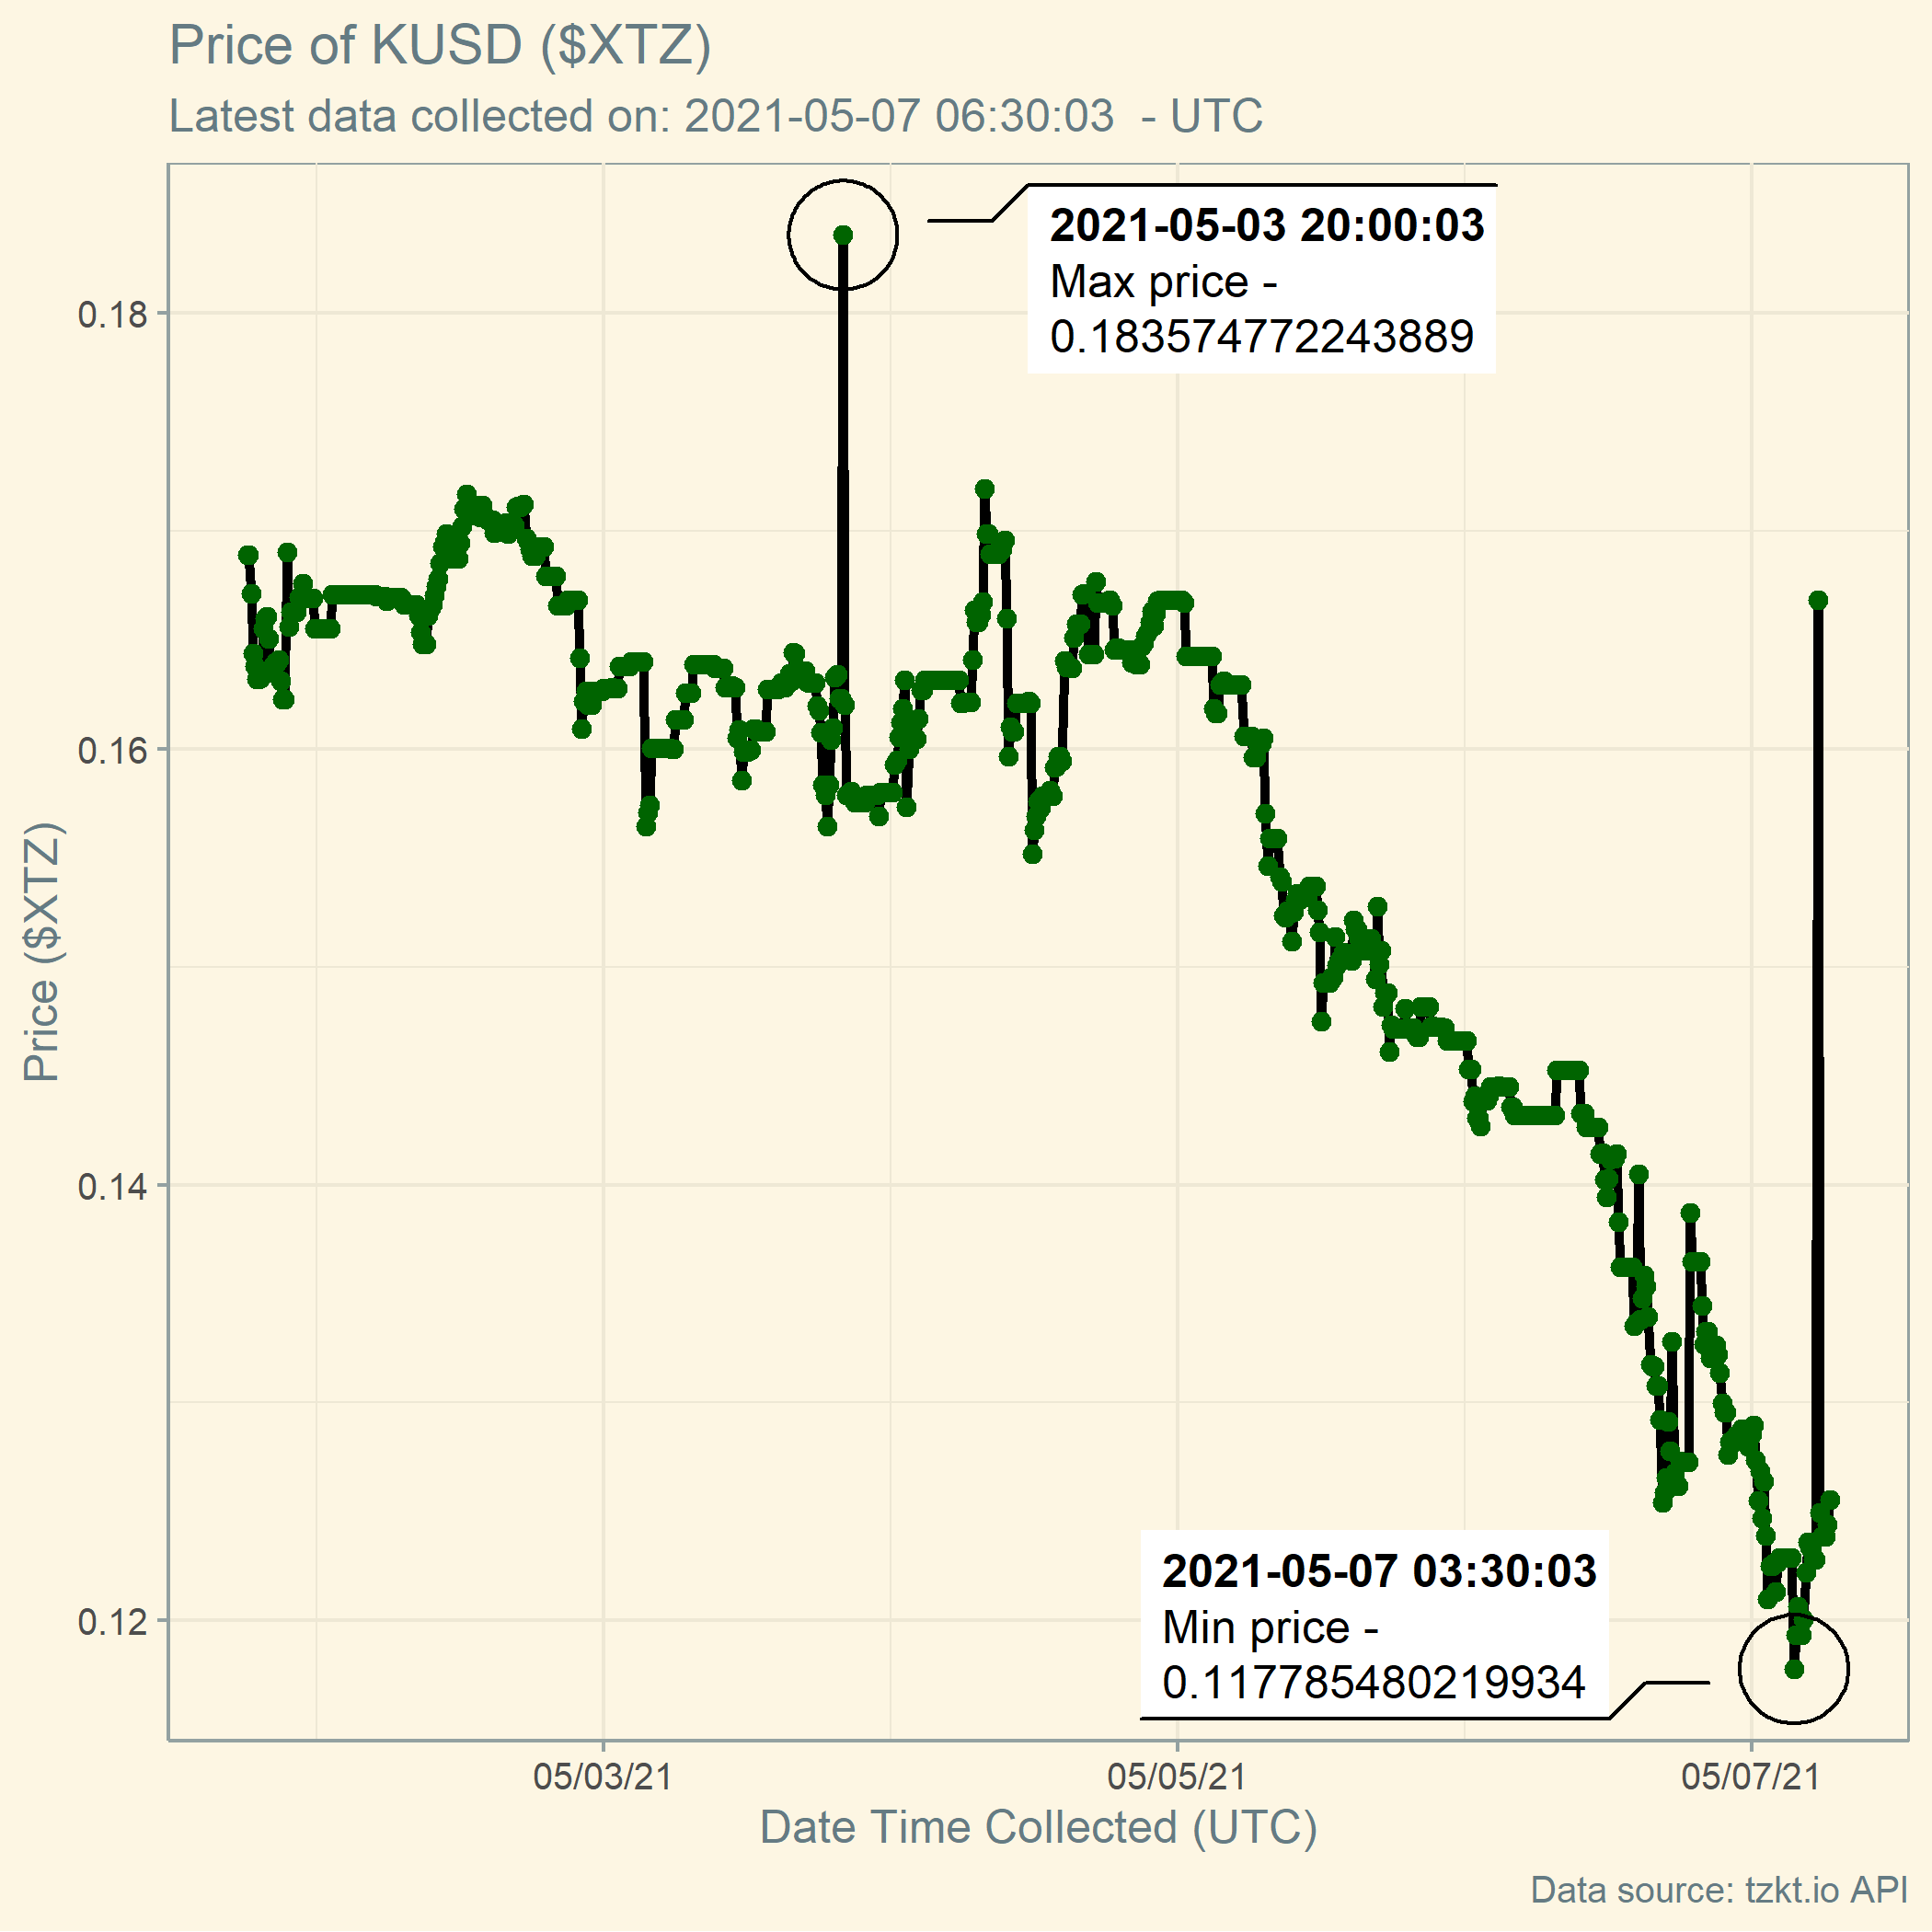 Price of KUSD ($XTZ)
Latest data collected on: 2021-05-07 06:30:03  - UTC
2021-05-03 20:00:03
Max price -
0.183574772243889
0.18
0.16
0.14
0.12
Price ($XTZ)
2021-05-07 03:30:03
Min price -
0.117785480219934
05/03/21
05/05/21
05/07/21
Date Time Collected (UTC)
Data source: tzkt.io API